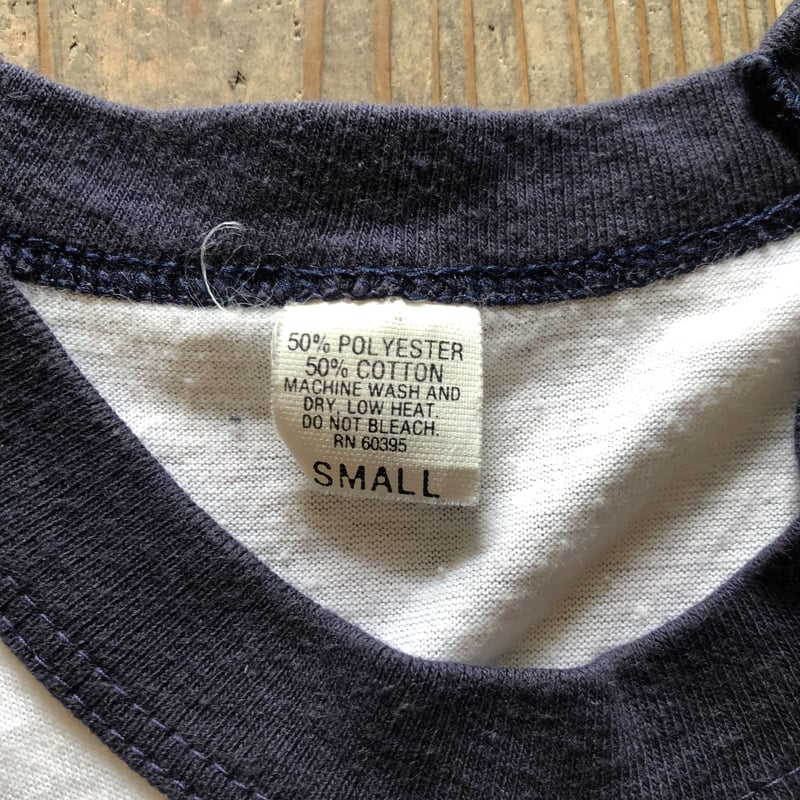 50% POLYESTER
50% COTTON
MACHINE WASH AND
DRY, LOW HEAT.
DO NOT BLEACH.
RN 60395
SMALL